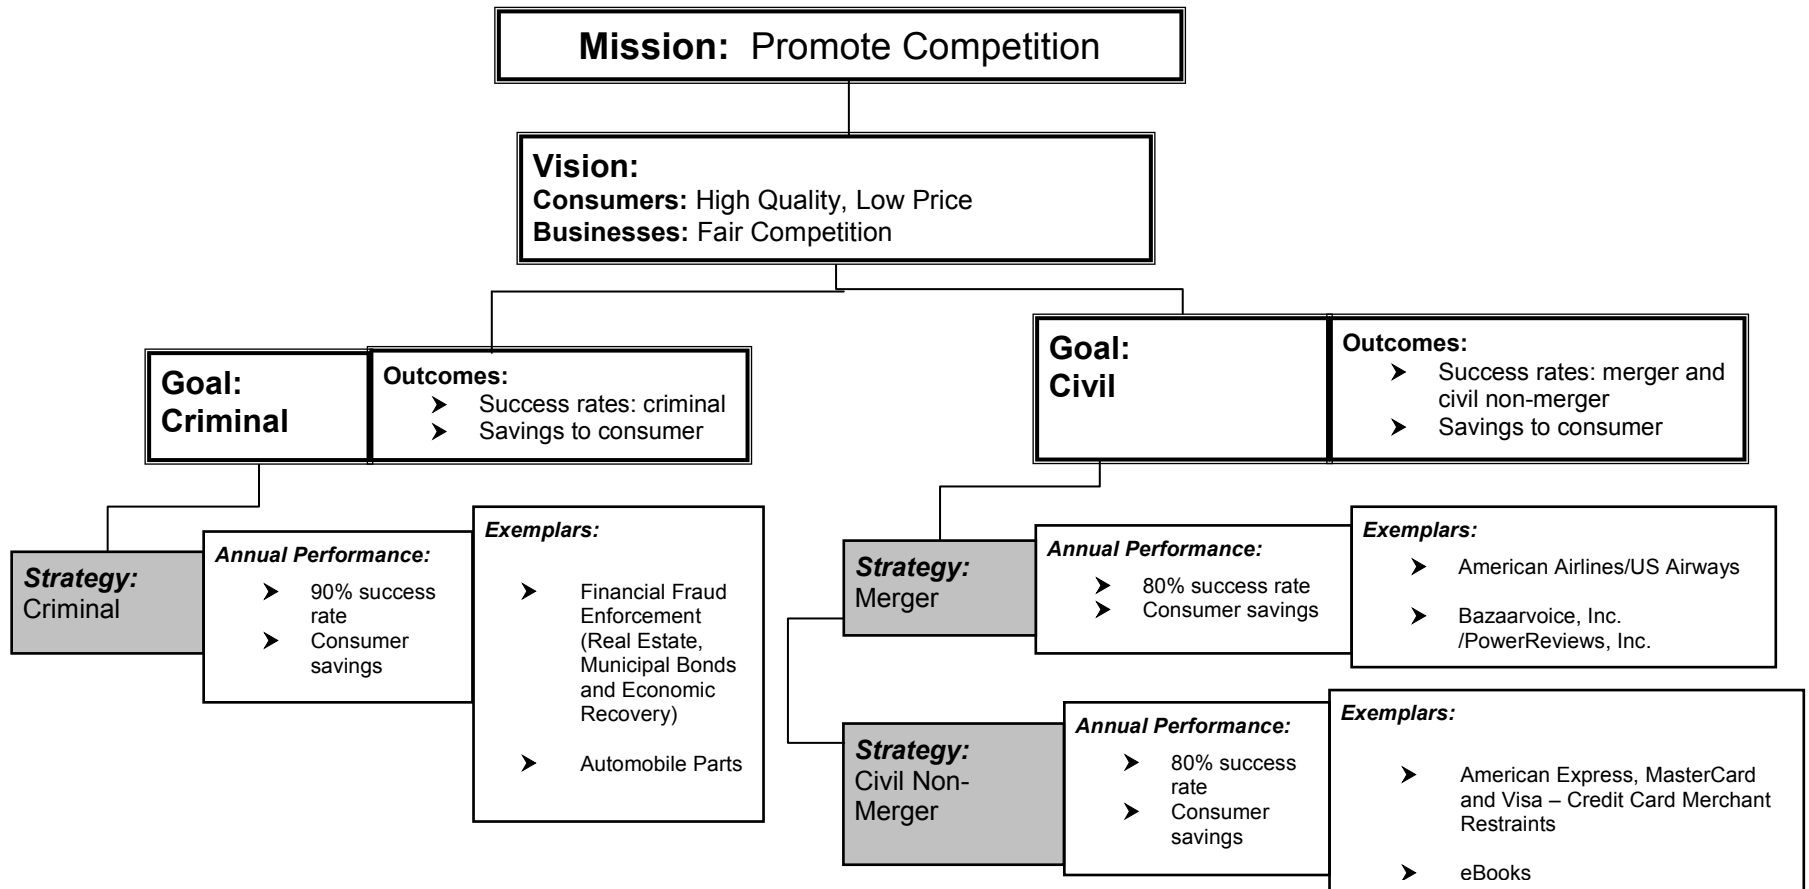 Mission: Promote Competition
Vision:
Consumers: High Quality, Low Price
Businesses: Fair Competition
Goal:
Criminal
Outcomes:
➤ Success rates: criminal
➤ Savings to consumer
Goal:
Civil
Outcomes:
➤ Success rates: merger and
civil non-merger
➤ Savings to consumer
Strategy:
Criminal
Annual Performance:
➤ 90% success
rate
➤ Consumer
savings
Exemplars:
➤ Financial Fraud
Enforcement
(Real Estate,
Municipal Bonds
and Economic
Recovery)
➤ Automobile Parts
Strategy:
Merger
Annual Performance:
➤ 80% success rate
➤ Consumer savings
Exemplars:
➤ American Airlines/US Airways
➤ Bazaarvoice, Inc.
/PowerReviews, Inc.
Strategy:
Civil Non-
Merger
Annual Performance:
➤ 80% success
rate
➤ Consumer
savings
Exemplars:
➤ American Express, MasterCard
and Visa – Credit Card Merchant
Restraints
➤ eBooks